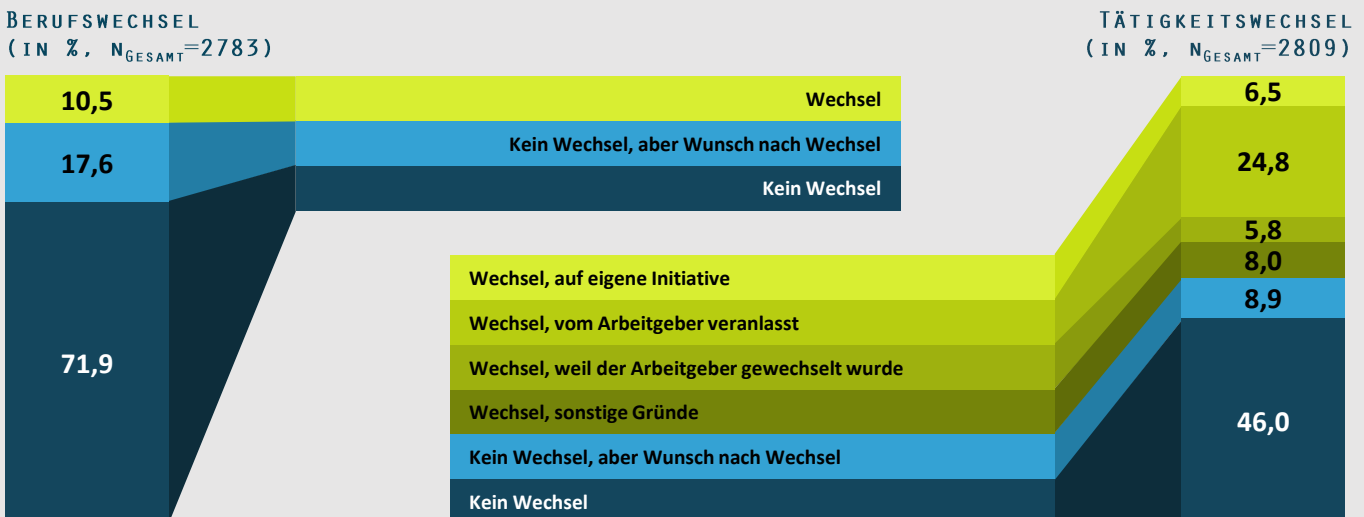 BERUFSWECHSEL
(IN %, NGESAMT=2783)
10,5
17,6
71,9
Wechsel
Kein Wechsel, aber Wunsch nach Wechsel
Kein Wechsel
TÄTIGKEITSWECHSEL
(IN %, NGESAMT=2809)
6,5
24,8
5,8
8,0
8,9
46,0
Wechsel, auf eigene Initiative
Wechsel, vom Arbeitgeber veranlasst
Wechsel, weil der Arbeitgeber gewechselt wurde
Wechsel, sonstige Gründe
Kein Wechsel, aber Wunsch nach Wechsel
Kein Wechsel